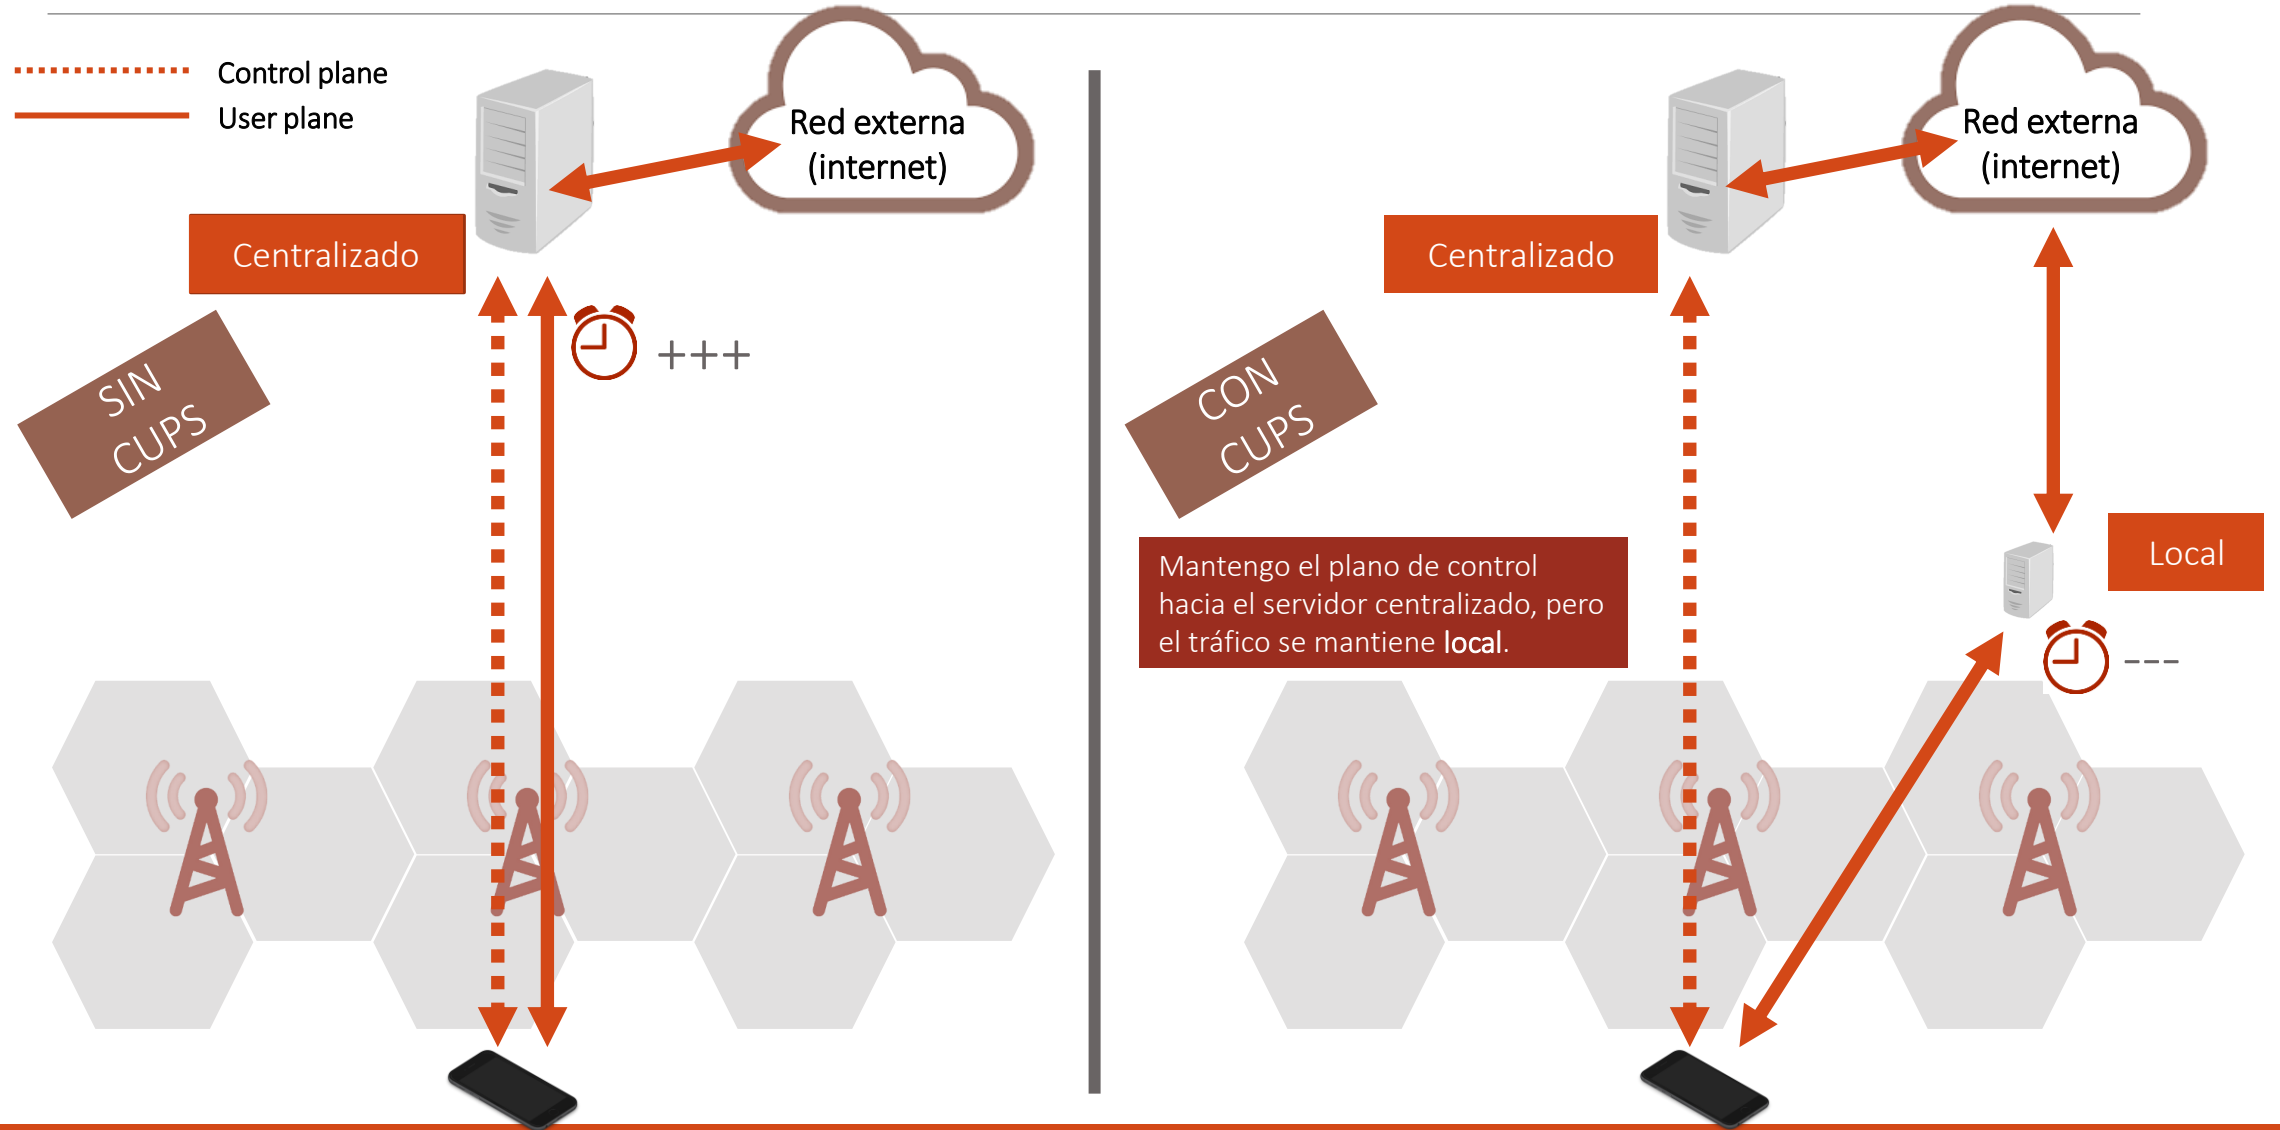 Control plane
User plane
Red externa
(internet)
Centralizado
+++
SIN
CUPS
Red externa
(internet)
Centralizado
CON
CUPS
Mantengo el plano de control
hacia el servidor centralizado, pero
el tráfico se mantiene local.
Local
---